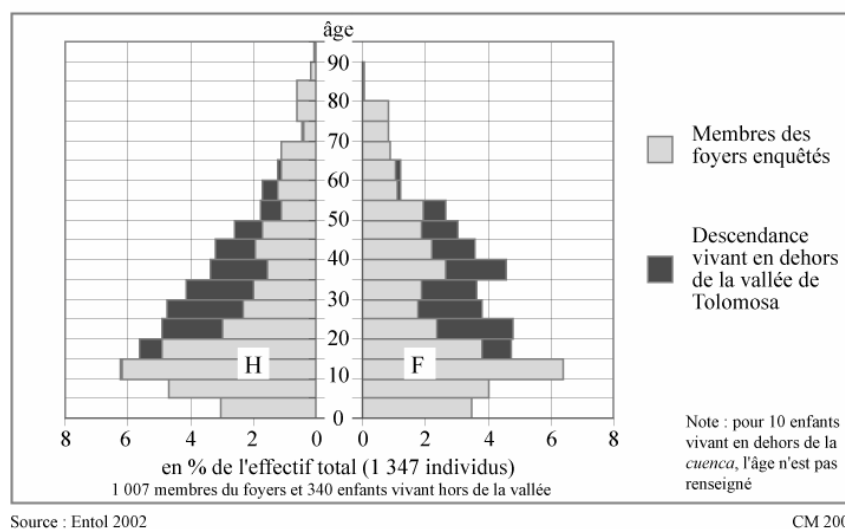 âge
90
80
70
60
50
40
30
20
10
0
H
F
8 6 4 2 0 0 2 4 6 8
en % de l'effectif total (1 347 individus)
1 007 membres du foyers et 340 enfants vivant hors de la vallée
Membres des
foyers enquêtés
Descendance
vivant en dehors
de la vallée de
Tolomosa
Note : pour 10 enfants
vivant en dehors de la
cuenca, l'âge n'est pas
renseigné
Source : Entol 2002
CM 200